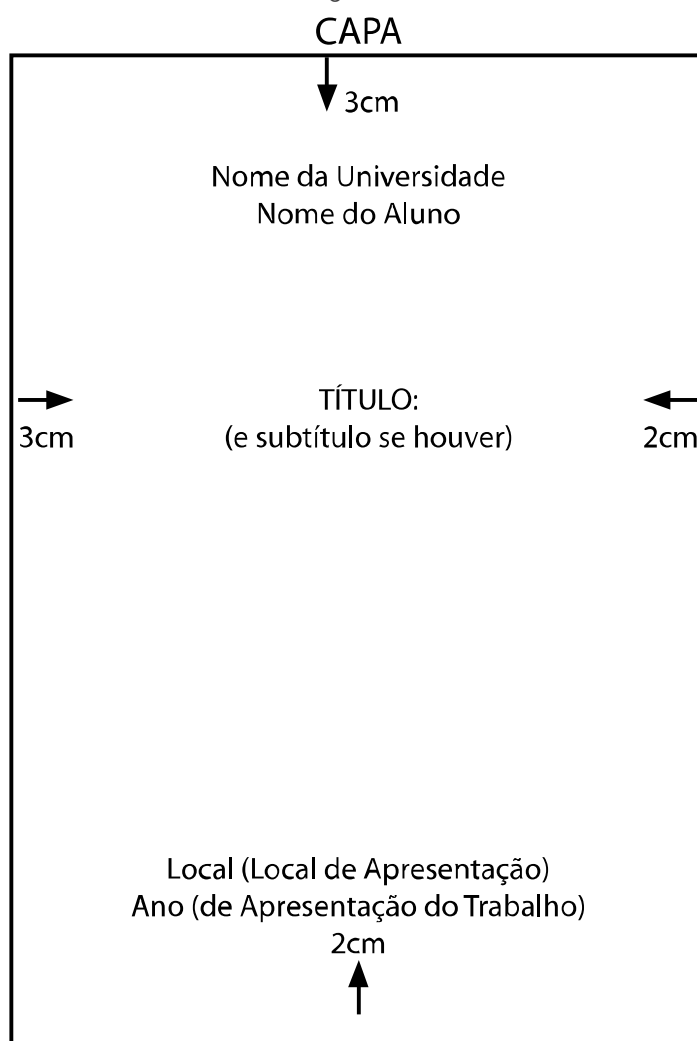 CAPA
3cm
Nome da Universidade
Nome do Aluno
TÍTULO:
(e subtítulo se houver)
3cm
2cm
Local (Local de Apresentação)
Ano (de Apresentação do Trabalho)
2cm